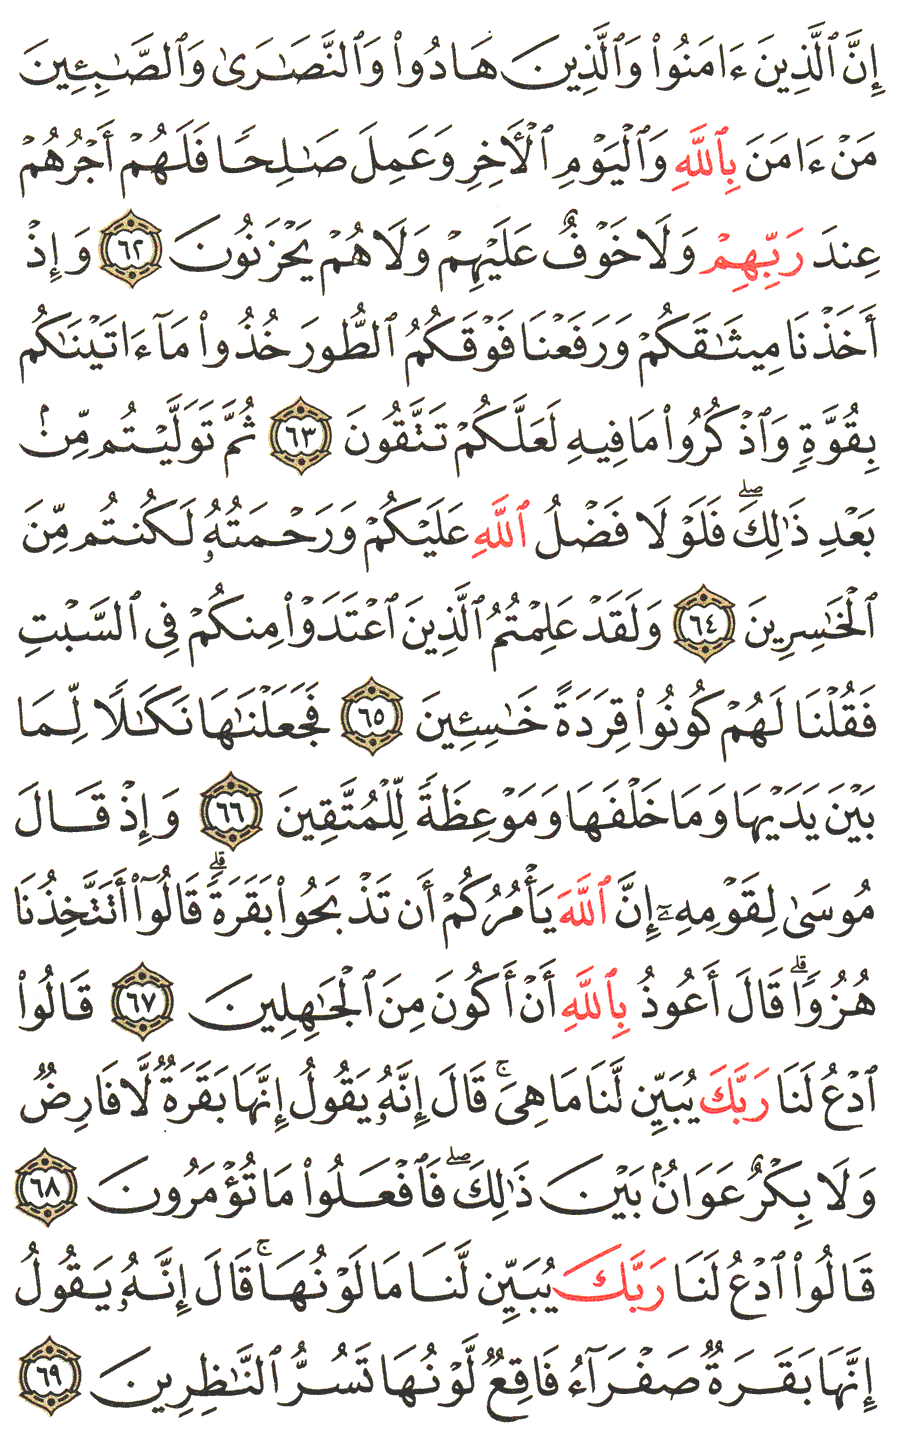 إِنَّ ٱلَّذِينَ ءَامَنُوا۟ وَٱلَّذِينَ هَادُوا۟ وَٱلنَّصَٰرَىٰ وَٱلصَّٰبِـِٔينَ
مَنْ ءَامَنَ بِٱللَّهِ وَٱلْيَوْمِ ٱلْءَاخِرِ وَعَمِلَ صَٰلِحًا فَلَهُمْ أَجْرُهُمْ
عِندَ رَبِّهِمْ وَلَا خَوْفٌ عَلَيْهِمْ وَلَا هُمْ يَحْزَنُونَ ٦٢ وَإِذْ
أَخَذْنَا مِيثَٰقَكُمْ وَرَفَعْنَا فَوْقَكُمُ ٱلطُّورَ خُذُوا۟ مَآ ءَاتَيْنَٰكُم
بِقُوَّةٍ وَٱذْكُرُوا۟ مَا فِيهِ لَعَلَّكُمْ تَتَّقُونَ ٦٣ ثُمَّ تَوَلَّيْتُم مِّنۢ
بَعْدِ ذَٰلِكَ ۖ فَلَوْلَا فَضْلُ ٱللَّهِ عَلَيْكُمْ وَرَحْمَتُهُۥ لَكُنتُم مِّنَ
ٱلْخَٰسِرِينَ ٦٤ وَلَقَدْ عَلِمْتُمُ ٱلَّذِينَ ٱعْتَدَوْا۟ مِنكُمْ فِى ٱلسَّبْتِ
فَقُلْنَا لَهُمْ كُونُوا۟ قِرَدَةً خَٰسِـِٔينَ ٦٥ فَجَعَلْنَٰهَا نَكَٰلًا لِّمَا
بَيْنَ يَدَيْهَا وَمَا خَلْفَهَا وَمَوْعِظَةً لِّلْمُتَّقِينَ ٦٦ وَإِذْ قَالَ
مُوسَىٰ لِقَوْمِهِۦٓ إِنَّ ٱللَّهَ يَأْمُرُكُمْ أَن تَذْبَحُوا۟ بَقَرَةً ۖ قَالُوٓا۟ أَتَتَّخِذُنَا
هُزُوًا ۖ قَالَ أَعُوذُ بِٱللَّهِ أَنْ أَكُونَ مِنَ ٱلْجَٰهِلِينَ ٦٧ قَالُوا۟
ٱدْعُ لَنَا رَبَّكَ يُبَيِّن لَّنَا مَا هِىَ ۚ قَالَ إِنَّهُۥ يَقُولُ إِنَّهَا بَقَرَةٌ لَّا فَارِضٌ
وَلَا بِكْرٌ عَوَانٌۢ بَيْنَ ذَٰلِكَ ۖ فَٱفْعَلُوا۟ مَا تُؤْمَرُونَ ٦٨
قَالُوا۟ ٱدْعُ لَنَا رَبَّكَ يُبَيِّن لَّنَا مَا لَوْنُهَا ۚ قَالَ إِنَّهُۥ يَقُولُ
إِنَّهَا بَقَرَةٌ صَفْرَآءُ فَاقِعٌ لَّوْنُهَا تَسُرُّ ٱلنَّٰظِرِينَ ٦٩